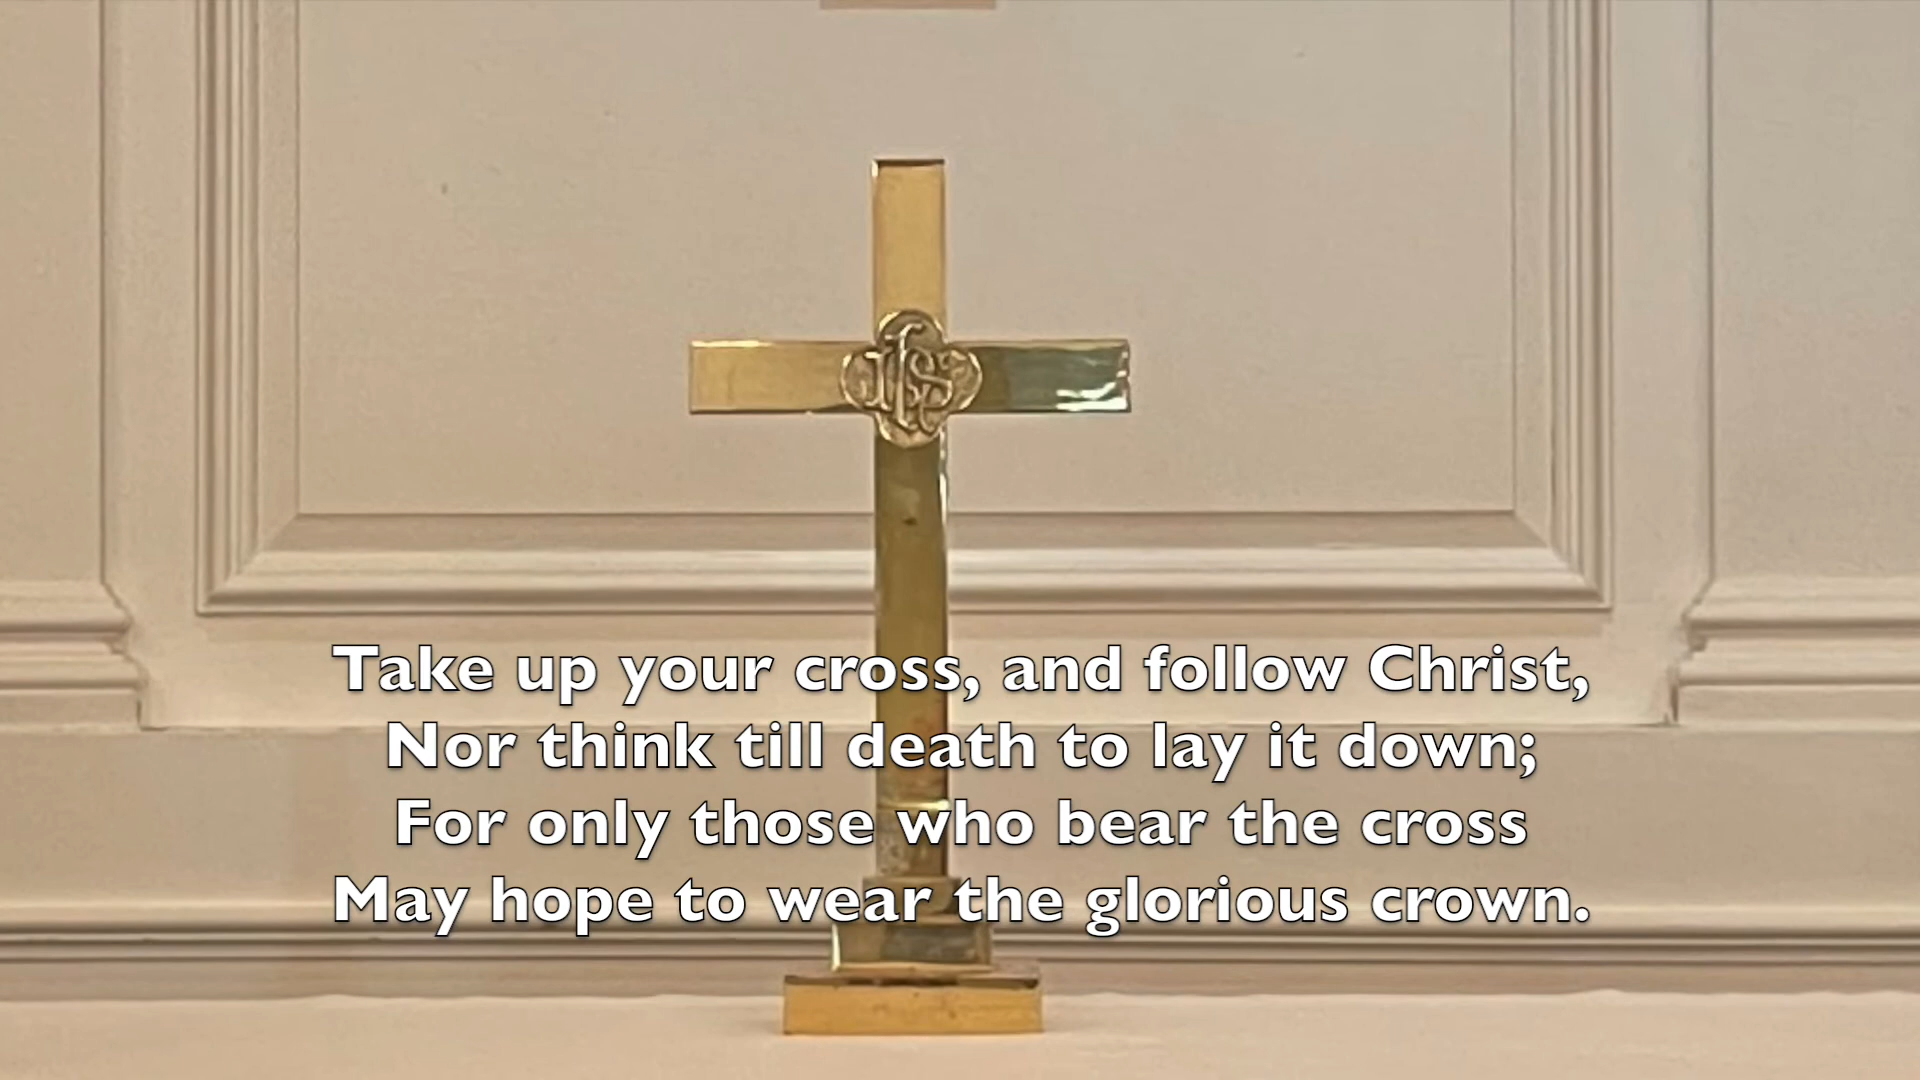 IHS
Take up your cross, and follow Christ,
Nor think till death to lay it down;
For only those who bear the cross
May hope to wear the glorious crown.